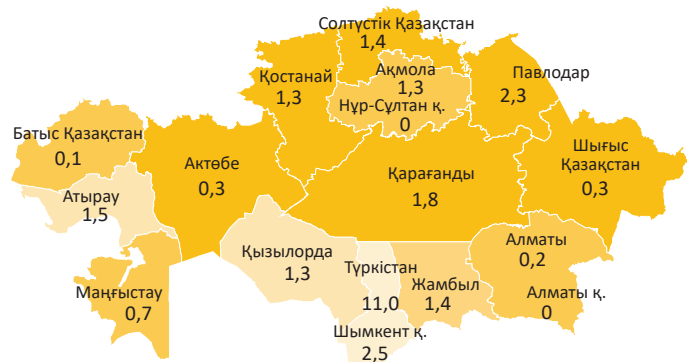 Солтүстік Қазақстан
1,4
Қостанай
1,3
Ақмола
1,3
Нұр-Сұлтан қ.
0
Павлодар
2,3
Батыс Қазақстан
0,1
Актөбе
0,3
Қарағанды
1,8
Шығыс
Қазақстан
0,3
Атырау
1,5
Қызылорда
1,3
Түркістан
11,0
Жамбыл
1,4
Алматы
0,2
Алматы қ.
0
Маңғыстау
0,7
Шымкент қ.
2,5